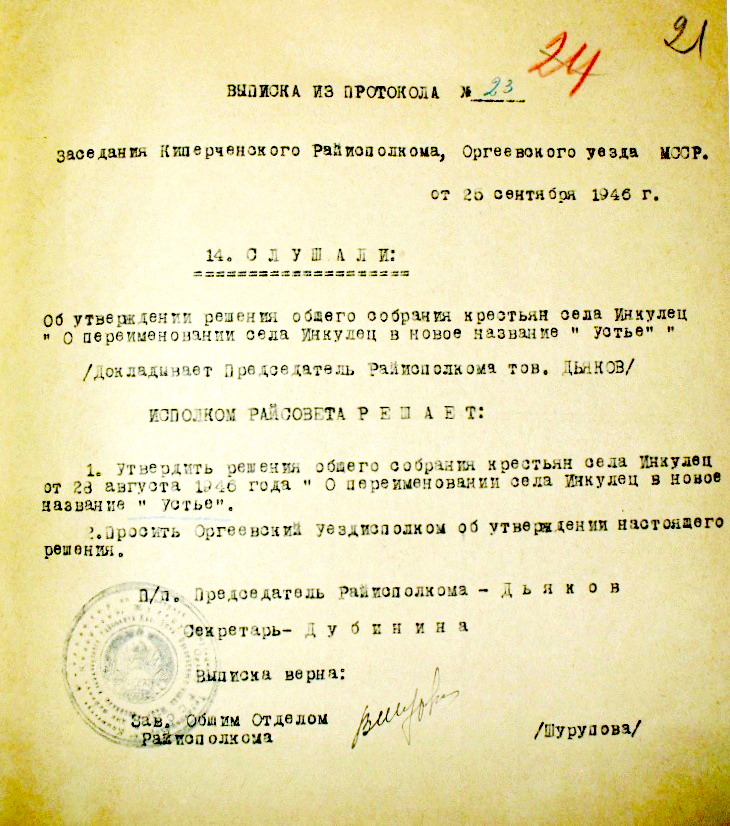 21
24
ВЫПИСКА ИЗ ПРОТОКОЛА № 23
Заседания Киперченского Райисполкома, Оргеевского уезда МССР.
от 25 сентября 1946 г.
14. С Л У Ш А Л И:
Об утверждении решения общего собрания крестьян села Инкулец
" О переименовании села Инкулец в новое название " Устье" "
/Докладывает Председатель Райисполкома тов. ДЬЯКОВ/
ИСПОЛКОМ РАЙСОВЕТА Р Е Ш А Е Т:
1. Утвердить решения общего собрания крестьян села Инкулец
от 28 августа 1946 года " О переименовании села Инкулец в новое
название " Устье".
2.Просить Оргеевский уездисполком об утверждении настоящего
решения.
П/п. Председатель Райисполкома - Д ь я к о в
Секретарь- Д у б и н и н а
Выписка верна:
Зав. Общим Отделом
Райисполкома
/Шурупова/